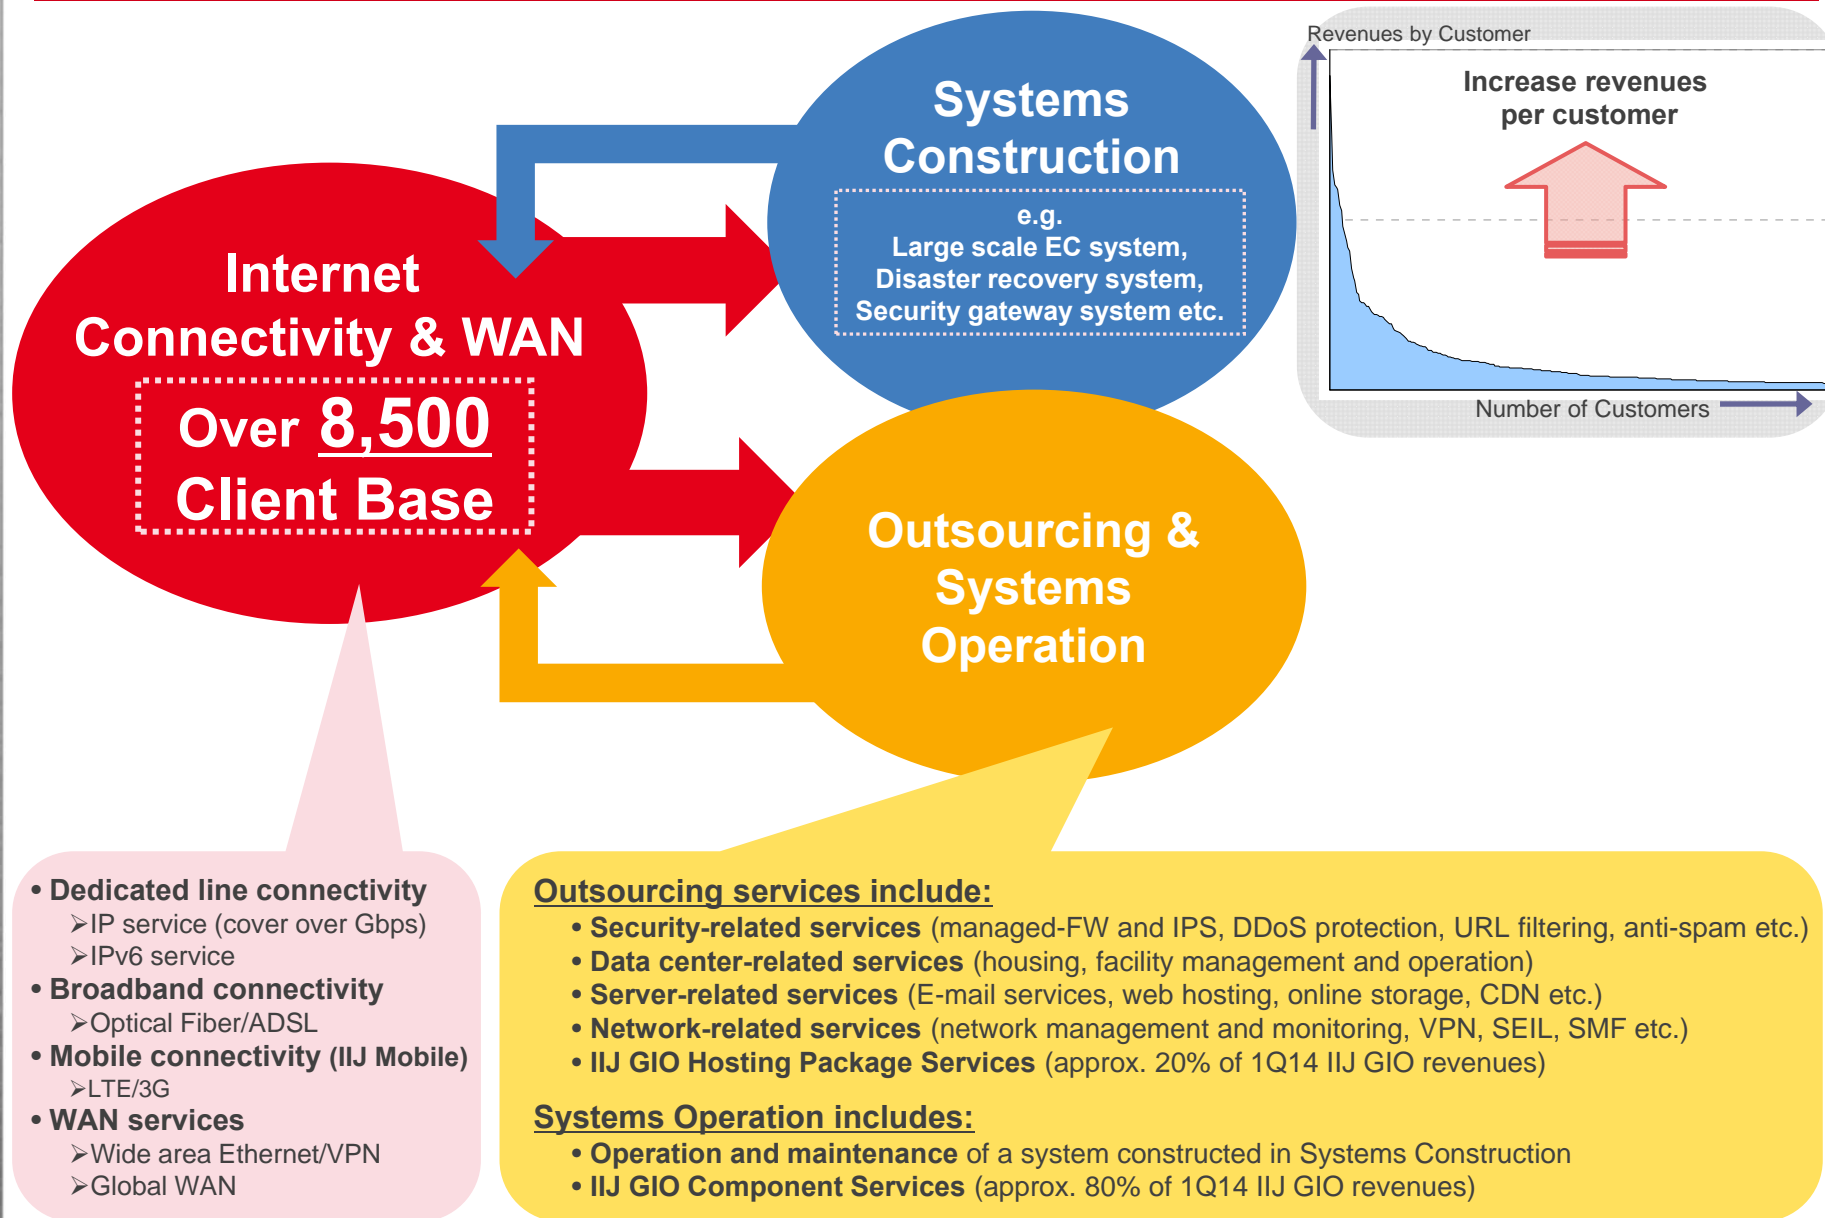 Systems
Construction
e.g.
Large scale EC system,
Disaster recovery system,
Security gateway system etc.
Revenues by Customer
Increase revenues
per customer
Number of Customers
Internet
Connectivity & WAN
Over 8,500
Client Base
Outsourcing &
Systems
Operation
• Dedicated line connectivity
➢IP service (cover over Gbps)
➢IPv6 service
• Broadband connectivity
➢Optical Fiber/ADSL
• Mobile connectivity (IIJ Mobile)
➢LTE/3G
• WAN services
➢Wide area Ethernet/VPN
➢Global WAN
Outsourcing services include:
• Security-related services (managed-FW and IPS, DDoS protection, URL filtering, anti-spam etc.)
• Data center-related services (housing, facility management and operation)
• Server-related services (E-mail services, web hosting, online storage, CDN etc.)
• Network-related services (network management and monitoring, VPN, SEIL, SMF etc.)
• IIJ GIO Hosting Package Services (approx. 20% of 1Q14 IIJ GIO revenues)
Systems Operation includes:
• Operation and maintenance of a system constructed in Systems Construction
• IIJ GIO Component Services (approx. 80% of 1Q14 IIJ GIO revenues)